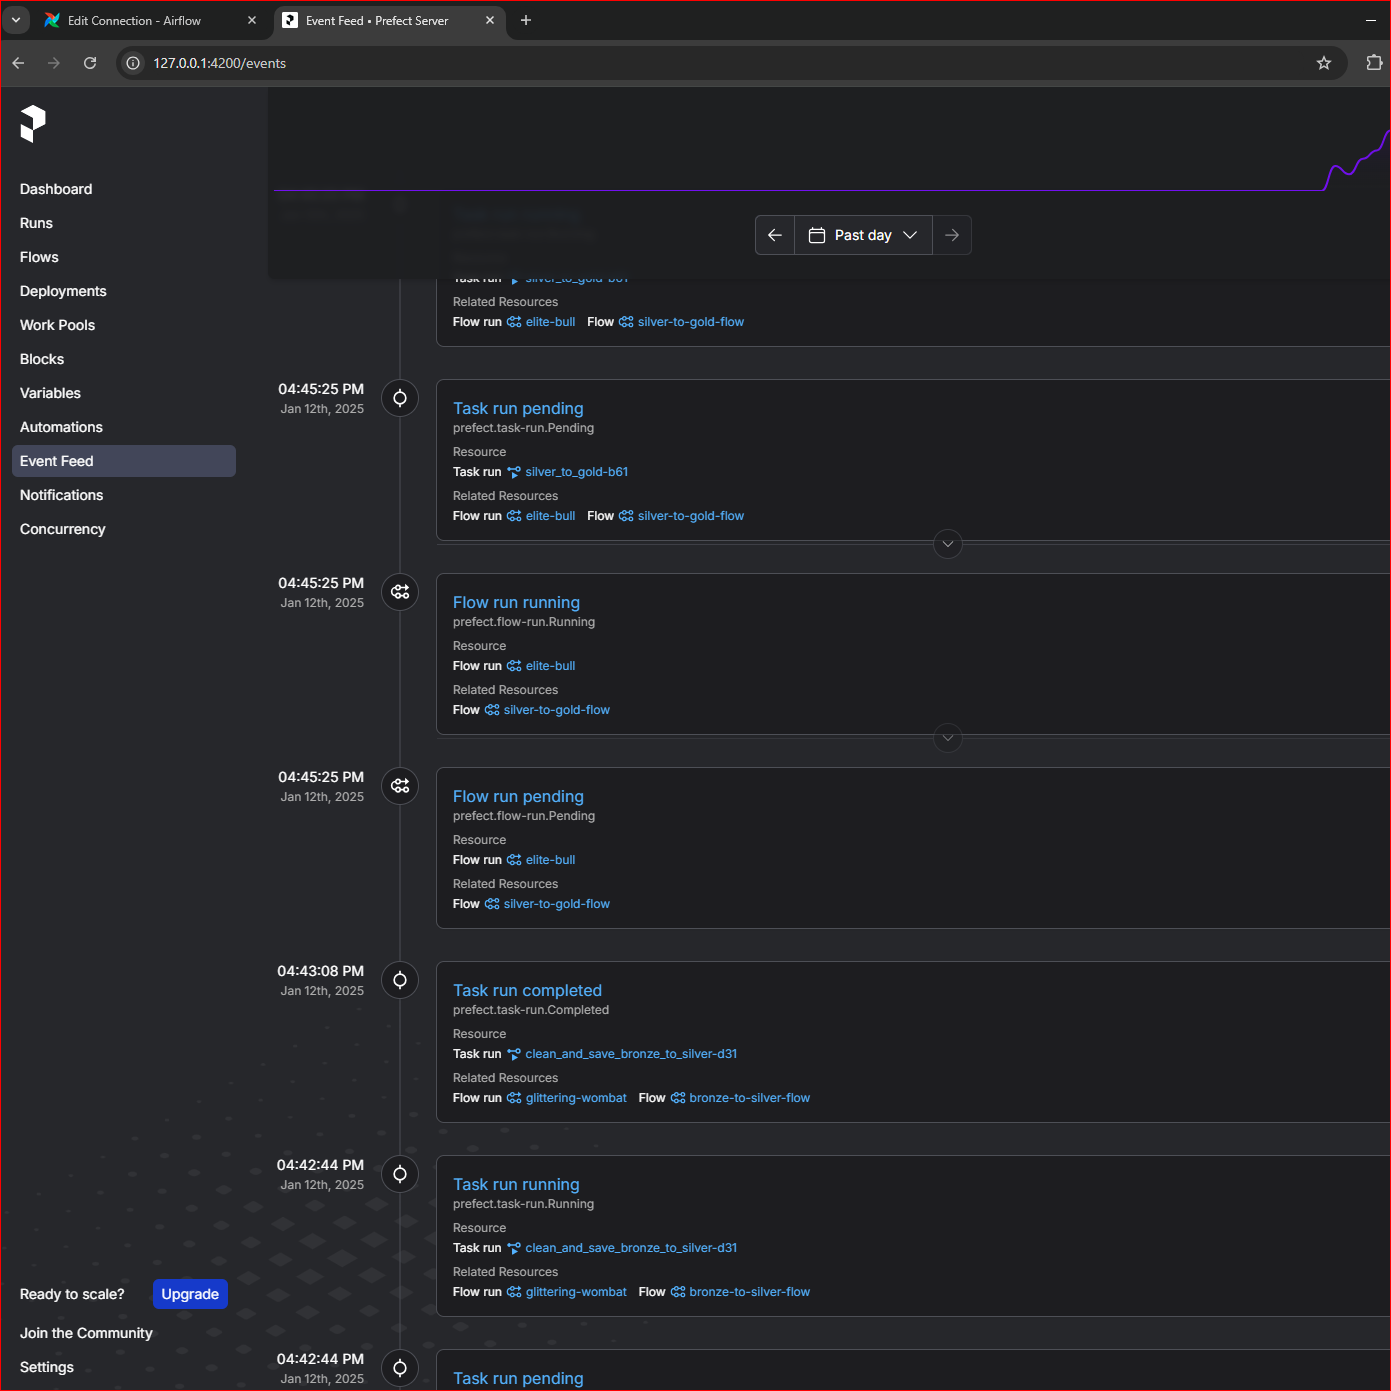 Edit Connection - Airflow
Event Feed • Prefect Server
127.0.0.1:4200/events
Dashboard
Runs
Flows
Deployments
Work Pools
Blocks
Variables
Automations
Event Feed
Notifications
Concurrency
Ready to scale? Upgrade
Join the Community
Settings
Past day
Task run silver_to_gold-b61
Related Resources
Flow run elite-bull Flow silver-to-gold-flow
04:45:25 PM
Jan 12th, 2025
Task run pending
prefect.task-run.Pending
Resource
Task run silver_to_gold-b61
Related Resources
Flow run elite-bull Flow silver-to-gold-flow
04:45:25 PM
Jan 12th, 2025
Flow run running
prefect.flow-run.Running
Resource
Flow run elite-bull
Related Resources
Flow silver-to-gold-flow
04:45:25 PM
Jan 12th, 2025
Flow run pending
prefect.flow-run.Pending
Resource
Flow run elite-bull
Related Resources
Flow silver-to-gold-flow
04:43:08 PM
Jan 12th, 2025
Task run completed
prefect.task-run.Completed
Resource
Task run clean_and_save_bronze_to_silver-d31
Related Resources
Flow run glittering-wombat Flow bronze-to-silver-flow
04:42:44 PM
Jan 12th, 2025
Task run running
prefect.task-run.Running
Resource
Task run clean_and_save_bronze_to_silver-d31
Related Resources
Flow run glittering-wombat Flow bronze-to-silver-flow
04:42:44 PM
Jan 12th, 2025
Task run pending